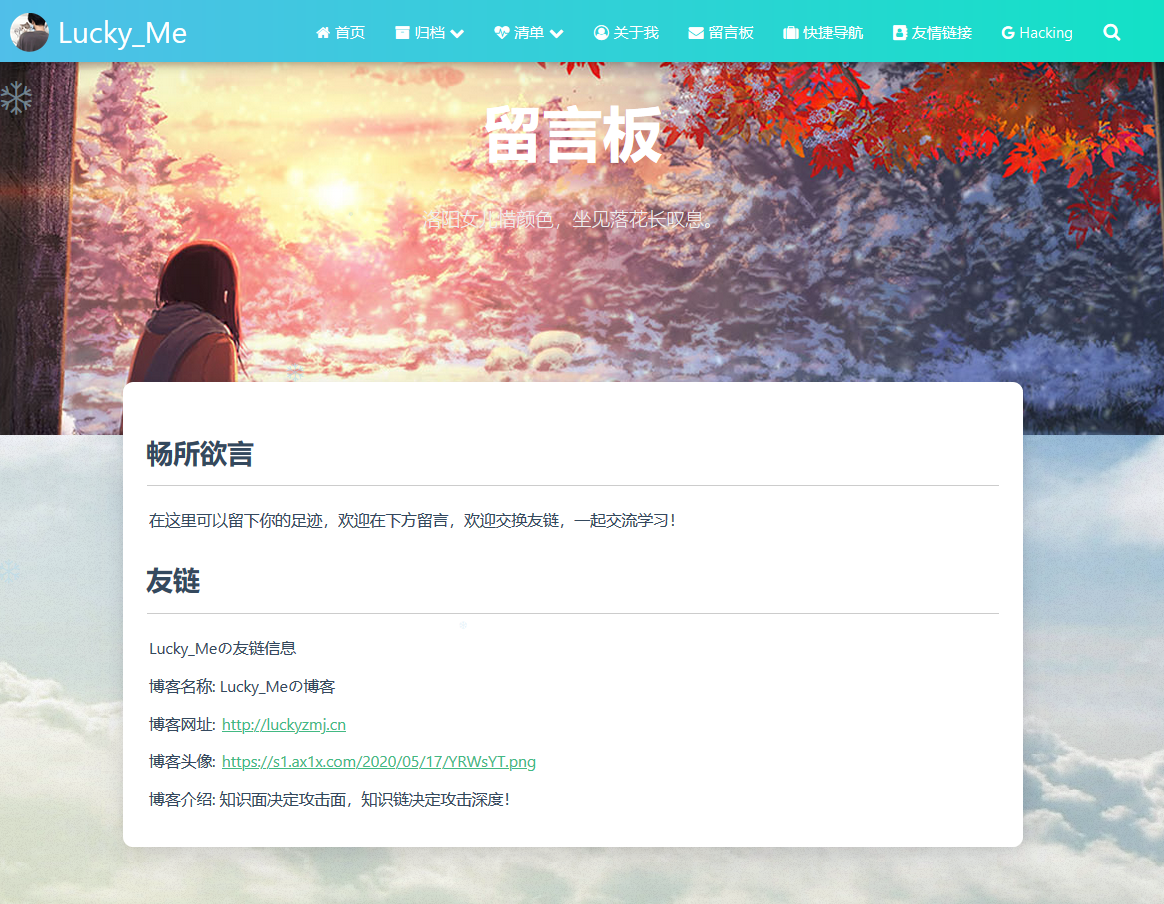 Lucky_Me
首页 归档 清单 关于我 留言板 快捷导航 友情链接 Hacking
留言板
洛阳女儿惜颜色，坐见落花长叹息。
畅所欲言
在这里可以留下你的足迹，欢迎在下方留言，欢迎交换友链，一起交流学习！
友链
Lucky_Meの友链信息
博客名称: Lucky_Meの博客
博客网址: http://luckyzmj.cn
博客头像: https://s1.ax1x.com/2020/05/17/YRWsYT.png
博客介绍: 知识面决定攻击面，知识链决定攻击深度！